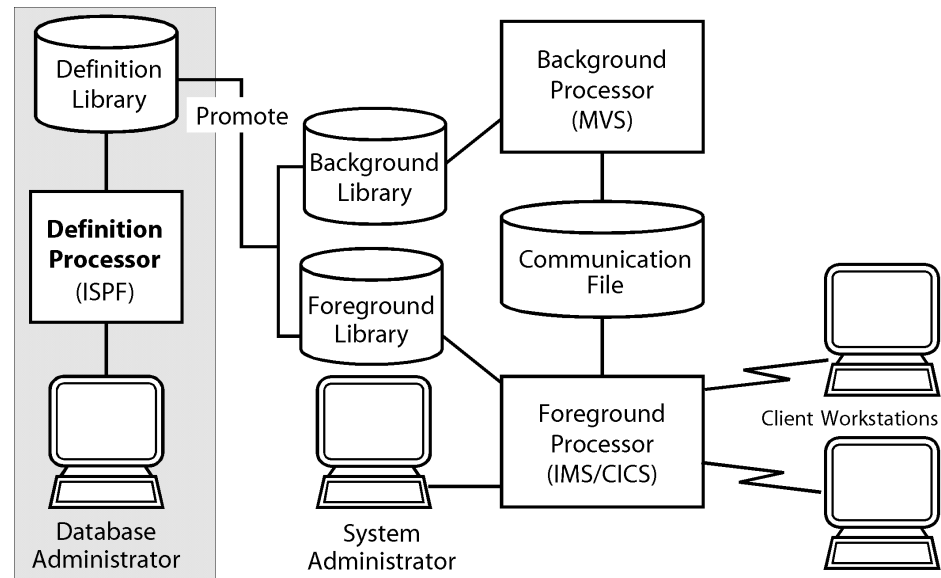 Definition
Library
Promote
Background
Processor
(MVS)
Background
Library
Definition
Processor
(ISPF)
Communication
File
Foreground
Library
Foreground
Processor
(IMS/CICS)
Client Workstations
Database
Administrator
System
Administrator